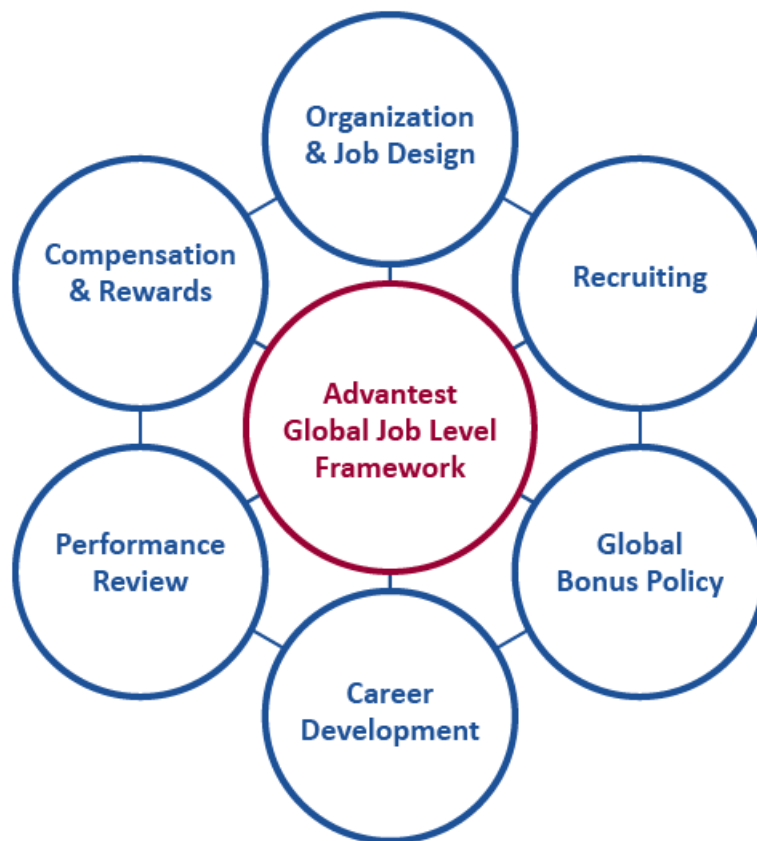 Organization
& Job Design
Compensation
& Rewards
Recruiting
Advantest
Global Job Level
Framework
Performance
Review
Global
Bonus Policy
Career
Development